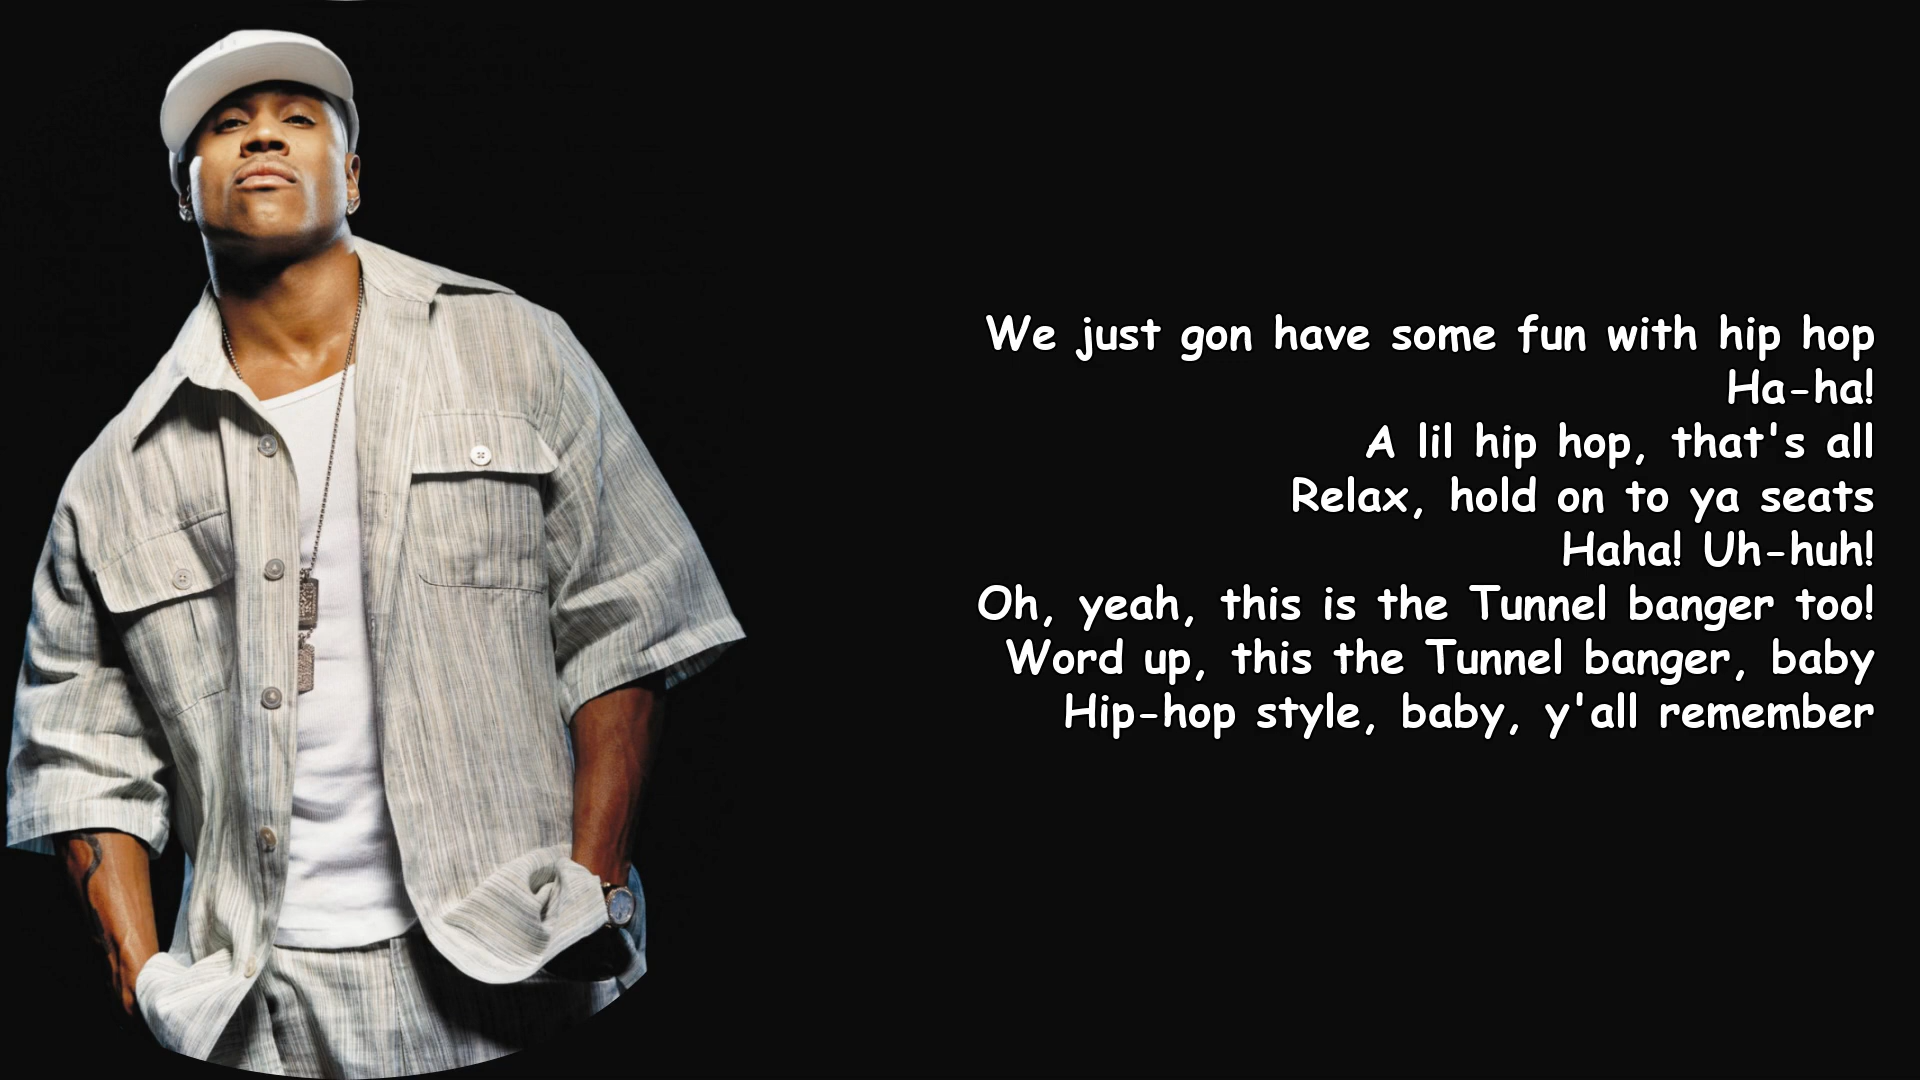 We just gon have some fun with hip hop
Ha-ha!
A lil hip hop, that's all
Relax, hold on to ya seats
Haha! Uh-huh!
Oh, yeah, this is the Tunnel banger too!
Word up, this the Tunnel banger, baby
Hip-hop style, baby, y'all remember